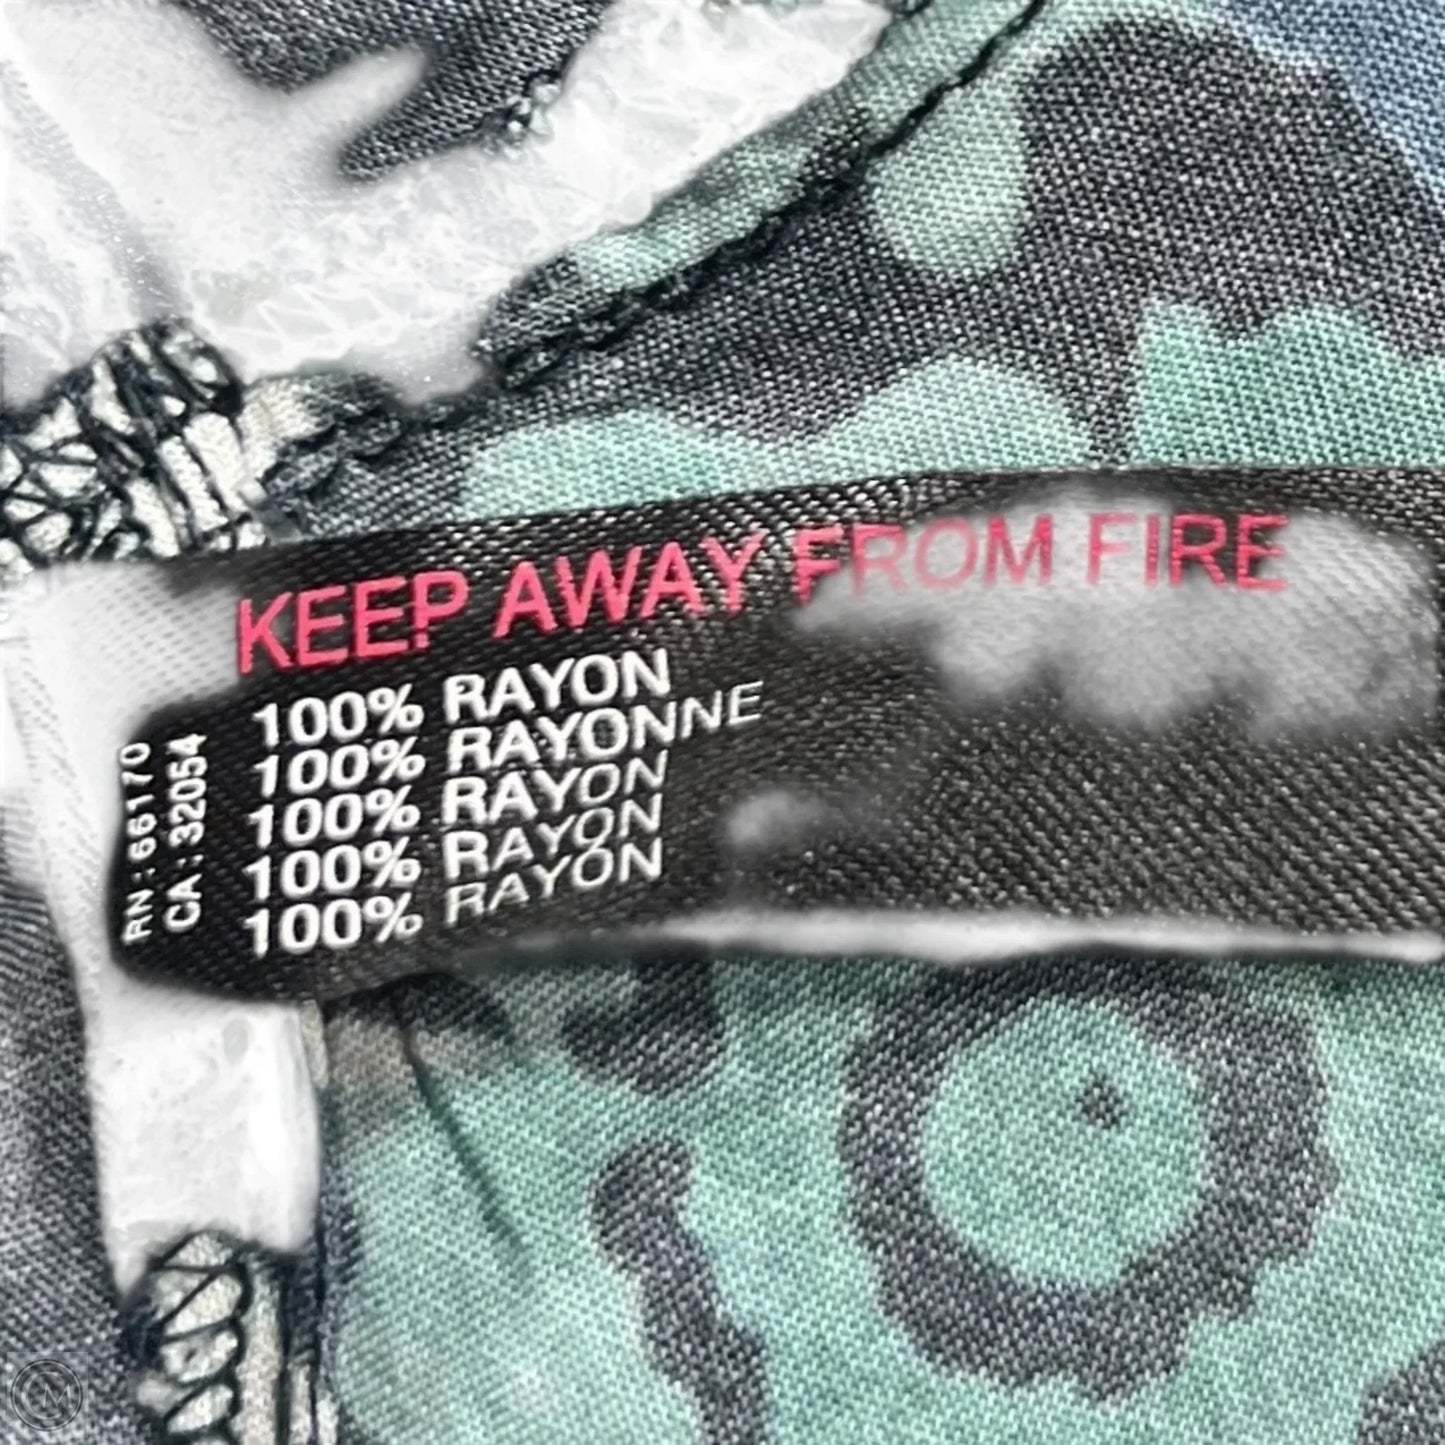 KEEP AWAY FROM FIRE
100% RAYON
100% RAYONNE
100% RAYON
100% RAYON
100% RAYON
RN: 66170
CA: 32054